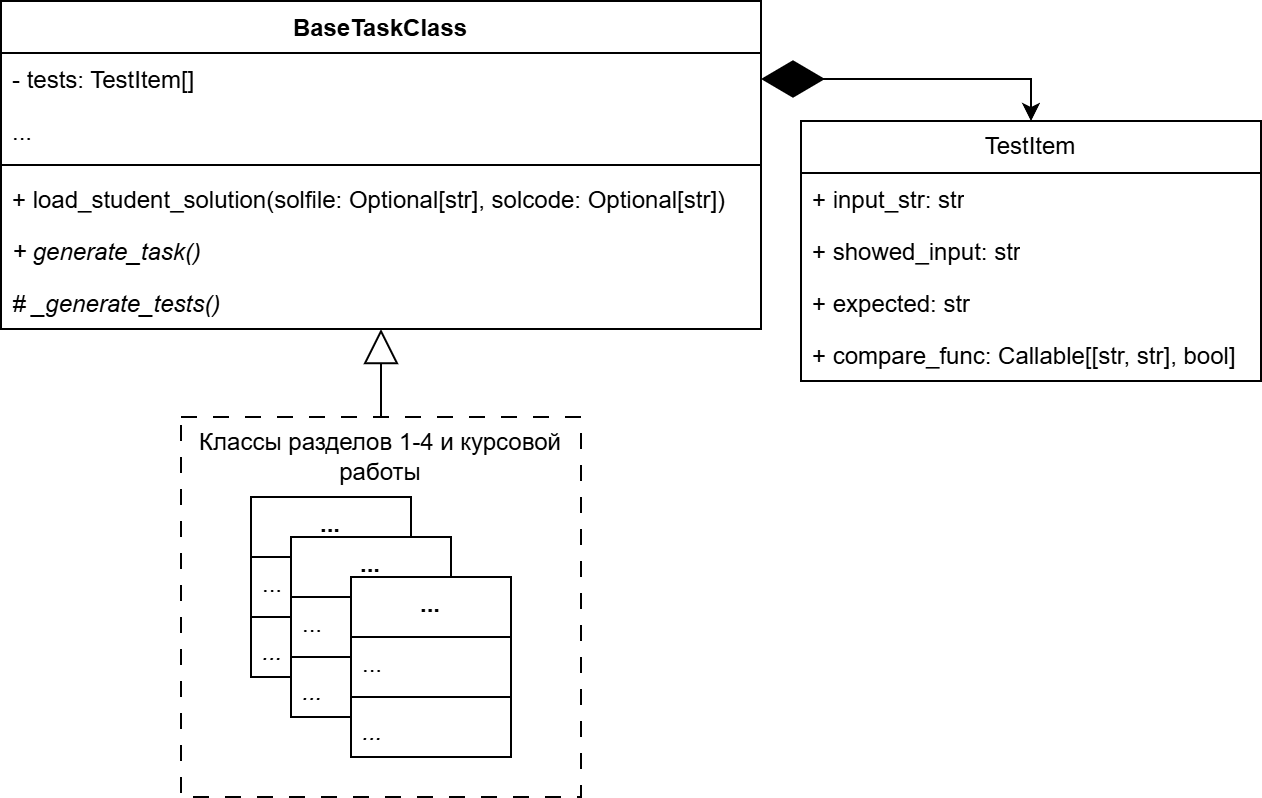 BaseTaskClass
- tests: TestItem[]
...
+ load_student_solution(solfile: Optional[str], solcode: Optional[str])
+ generate_task()
# _generate_tests()
TestItem
+ input_str: str
+ showed_input: str
+ expected: str
+ compare_func: Callable[[str, str], bool]
Классы разделов 1-4 и курсовой
работы
...
...
...
...
...
...
...
...
...